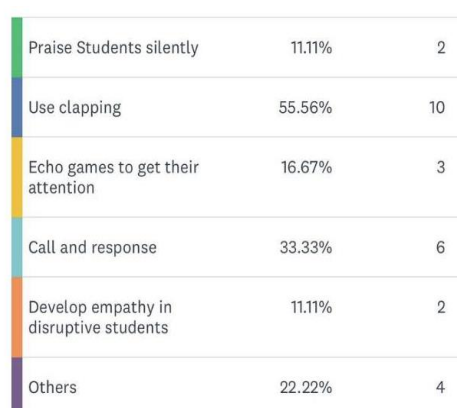 Praise Students silently 11.11% 2
Use clapping 55.56% 10
Echo games to get their 16.67% 3
attention
Call and response 33.33% 6
Develop empathy in 11.11% 2
disruptive students
Others 22.22% 4